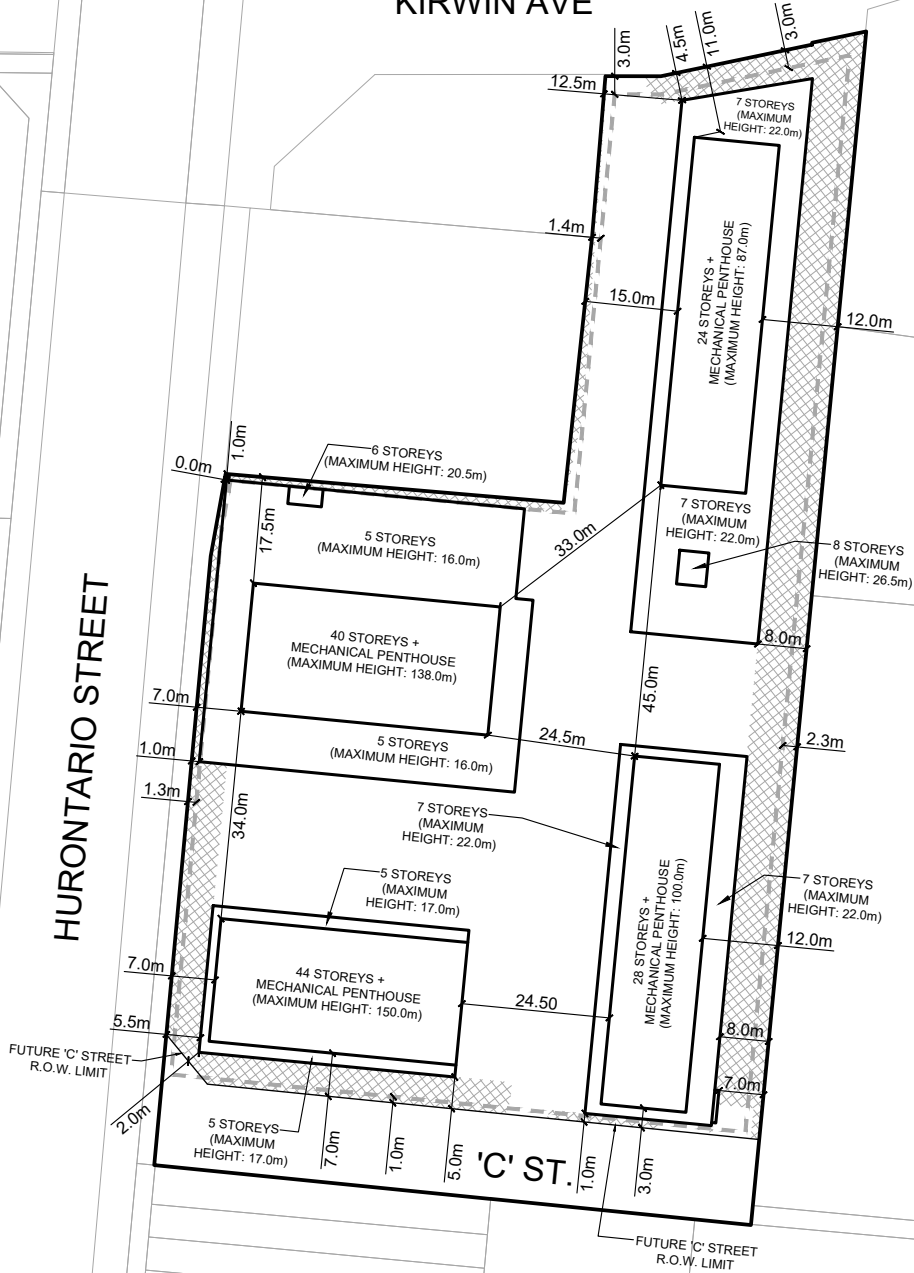 KIRWIN AVE
3.0m
4.5m
11.0m
3.0m
12.5m
7 STOREYS
(MAXIMUM
HEIGHT: 22.0m)
1.4m
15.0m
24 STOREYS +
MECHANICAL PENTHOUSE
(MAXIMUM HEIGHT: 87.0m)
12.0m
0.0m
1.0m
6 STOREYS
(MAXIMUM HEIGHT: 20.5m)
17.5m
5 STOREYS
(MAXIMUM HEIGHT: 16.0m)
33.0m
7 STOREYS
(MAXIMUM
HEIGHT: 22.0m)
8 STOREYS
(MAXIMUM
HEIGHT: 26.5m)
HURONTARIO STREET
40 STOREYS +
MECHANICAL PENTHOUSE
(MAXIMUM HEIGHT: 138.0m)
8.0m
45.0m
7.0m
24.5m
2.3m
5 STOREYS
(MAXIMUM HEIGHT: 16.0m)
1.0m
1.3m
34.0m
7 STOREYS
(MAXIMUM
HEIGHT: 22.0m)
5 STOREYS
(MAXIMUM
HEIGHT: 17.0m)
28 STOREYS +
MECHANICAL PENTHOUSE
(MAXIMUM HEIGHT: 100.0m)
7 STOREYS
(MAXIMUM
HEIGHT: 22.0m)
12.0m
7.0m
44 STOREYS +
MECHANICAL PENTHOUSE
(MAXIMUM HEIGHT: 150.0m)
24.50
5.5m
8.0m
FUTURE 'C' STREET
R.O.W. LIMIT
7.0m
2.0m
5 STOREYS
(MAXIMUM
HEIGHT: 17.0m)
7.0m
1.0m
5.0m
'C' ST.
1.0m
3.0m
FUTURE 'C' STREET
R.O.W. LIMIT